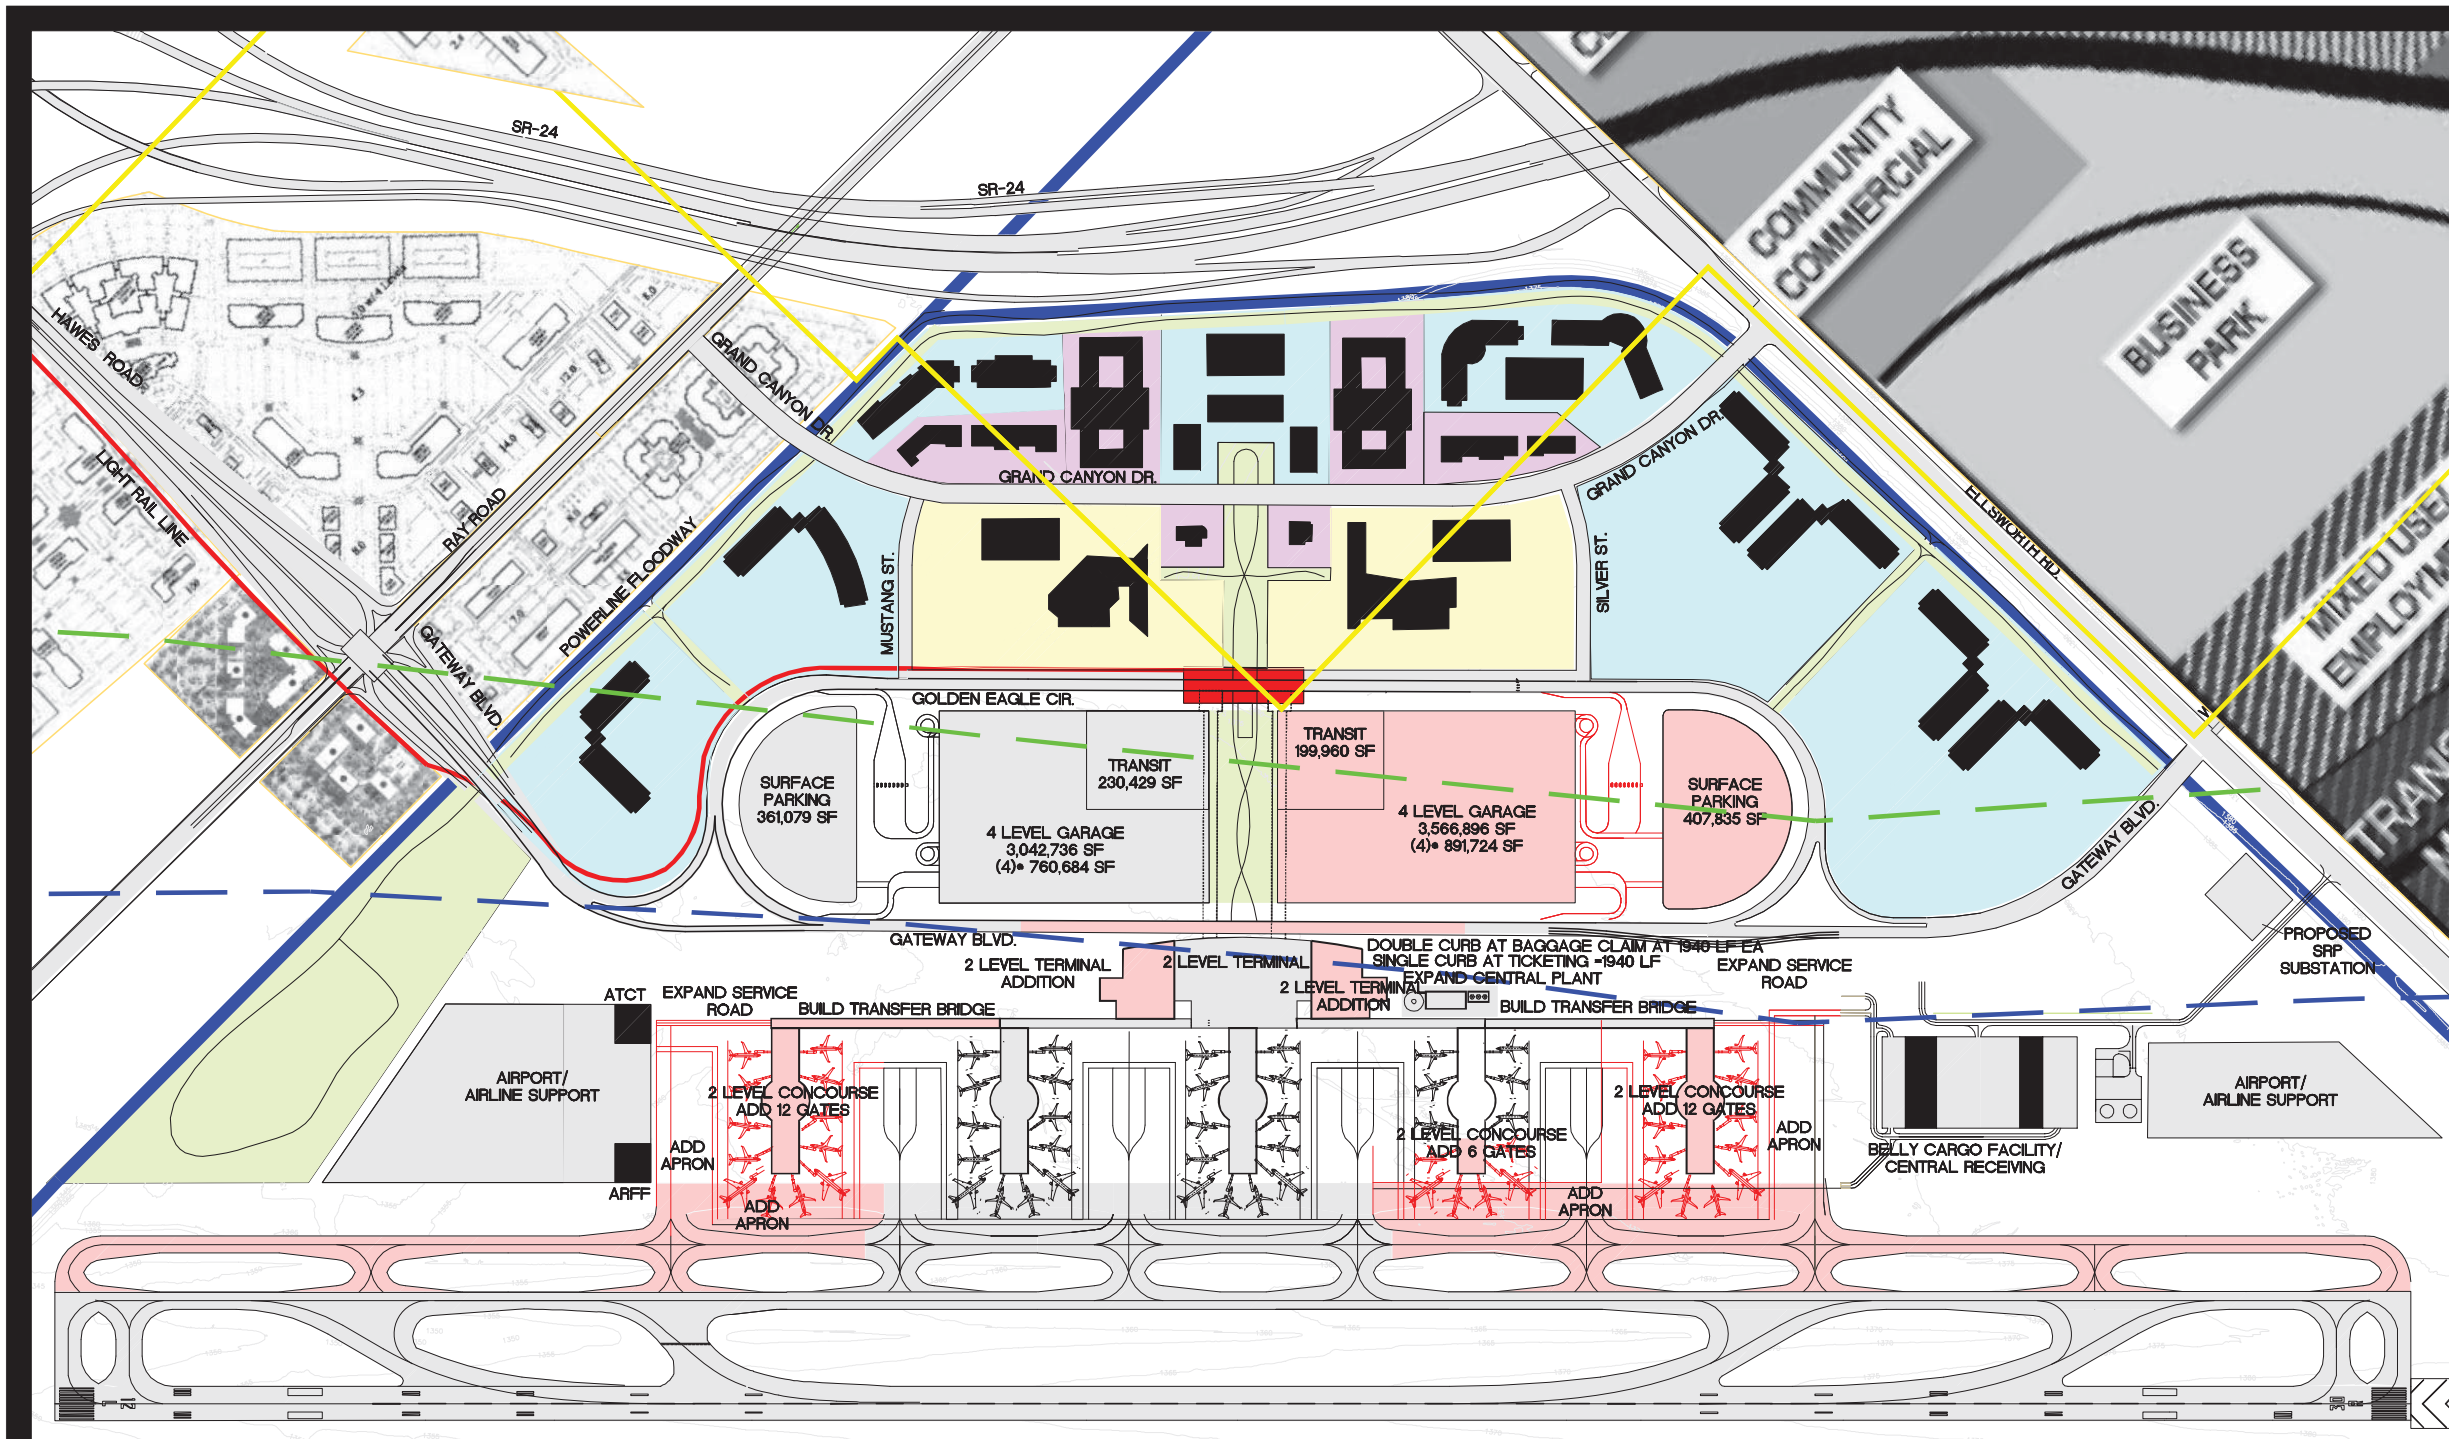 SR-24
SR-24
COMMUNITY
COMMERCIAL
BUSINESS
PARK
MIXED USE/
HAWES ROAD
LIGHT RAIL LINE
RAY ROAD
GRAND CANYON DR.
GRAND CANYON DR.
GRAND CANYON DR.
POWERLINE FLOODWAY
GATEWAY BLVD.
MUSTANG ST.
SILVER ST.
ELLSWORTH RD.
GOLDEN EAGLE CIR.
SURFACE
PARKING
361,079 SF
TRANSIT
230,429 SF
4 LEVEL GARAGE
3,042,736 SF
(4)@ 760,684 SF
TRANSIT
199,960 SF
4 LEVEL GARAGE
3,566,896 SF
(4)@ 891,724 SF
SURFACE
PARKING
407,835 SF
GATEWAY BLVD.
GATEWAY BLVD.
2 LEVEL TERMINAL
ADDITION
2 LEVEL TERMINAL
DOUBLE CURB AT BAGGAGE CLAIM AT 1940 LF EA
SINGLE CURB AT TICKETING =1940 LF
EXPAND CENTRAL PLANT
2 LEVEL TERMINAL
ADDITION
EXPAND SERVICE
ROAD
PROPOSED
SRP
SUBSTATION
ATCT
EXPAND SERVICE
ROAD
BUILD TRANSFER BRIDGE
BUILD TRANSFER BRIDGE
AIRPORT/
AIRLINE SUPPORT
2 LEVEL CONCOURSE
ADD 12 GATES
2 LEVEL CONCOURSE
ADD 6 GATES
2 LEVEL CONCOURSE
ADD 12 GATES
AIRPORT/
AIRLINE SUPPORT
ADD
APRON
ADD
APRON
BELLY CARGO FACILITY/
CENTRAL RECEIVING
ARFF
ADD
APRON
ADD
APRON